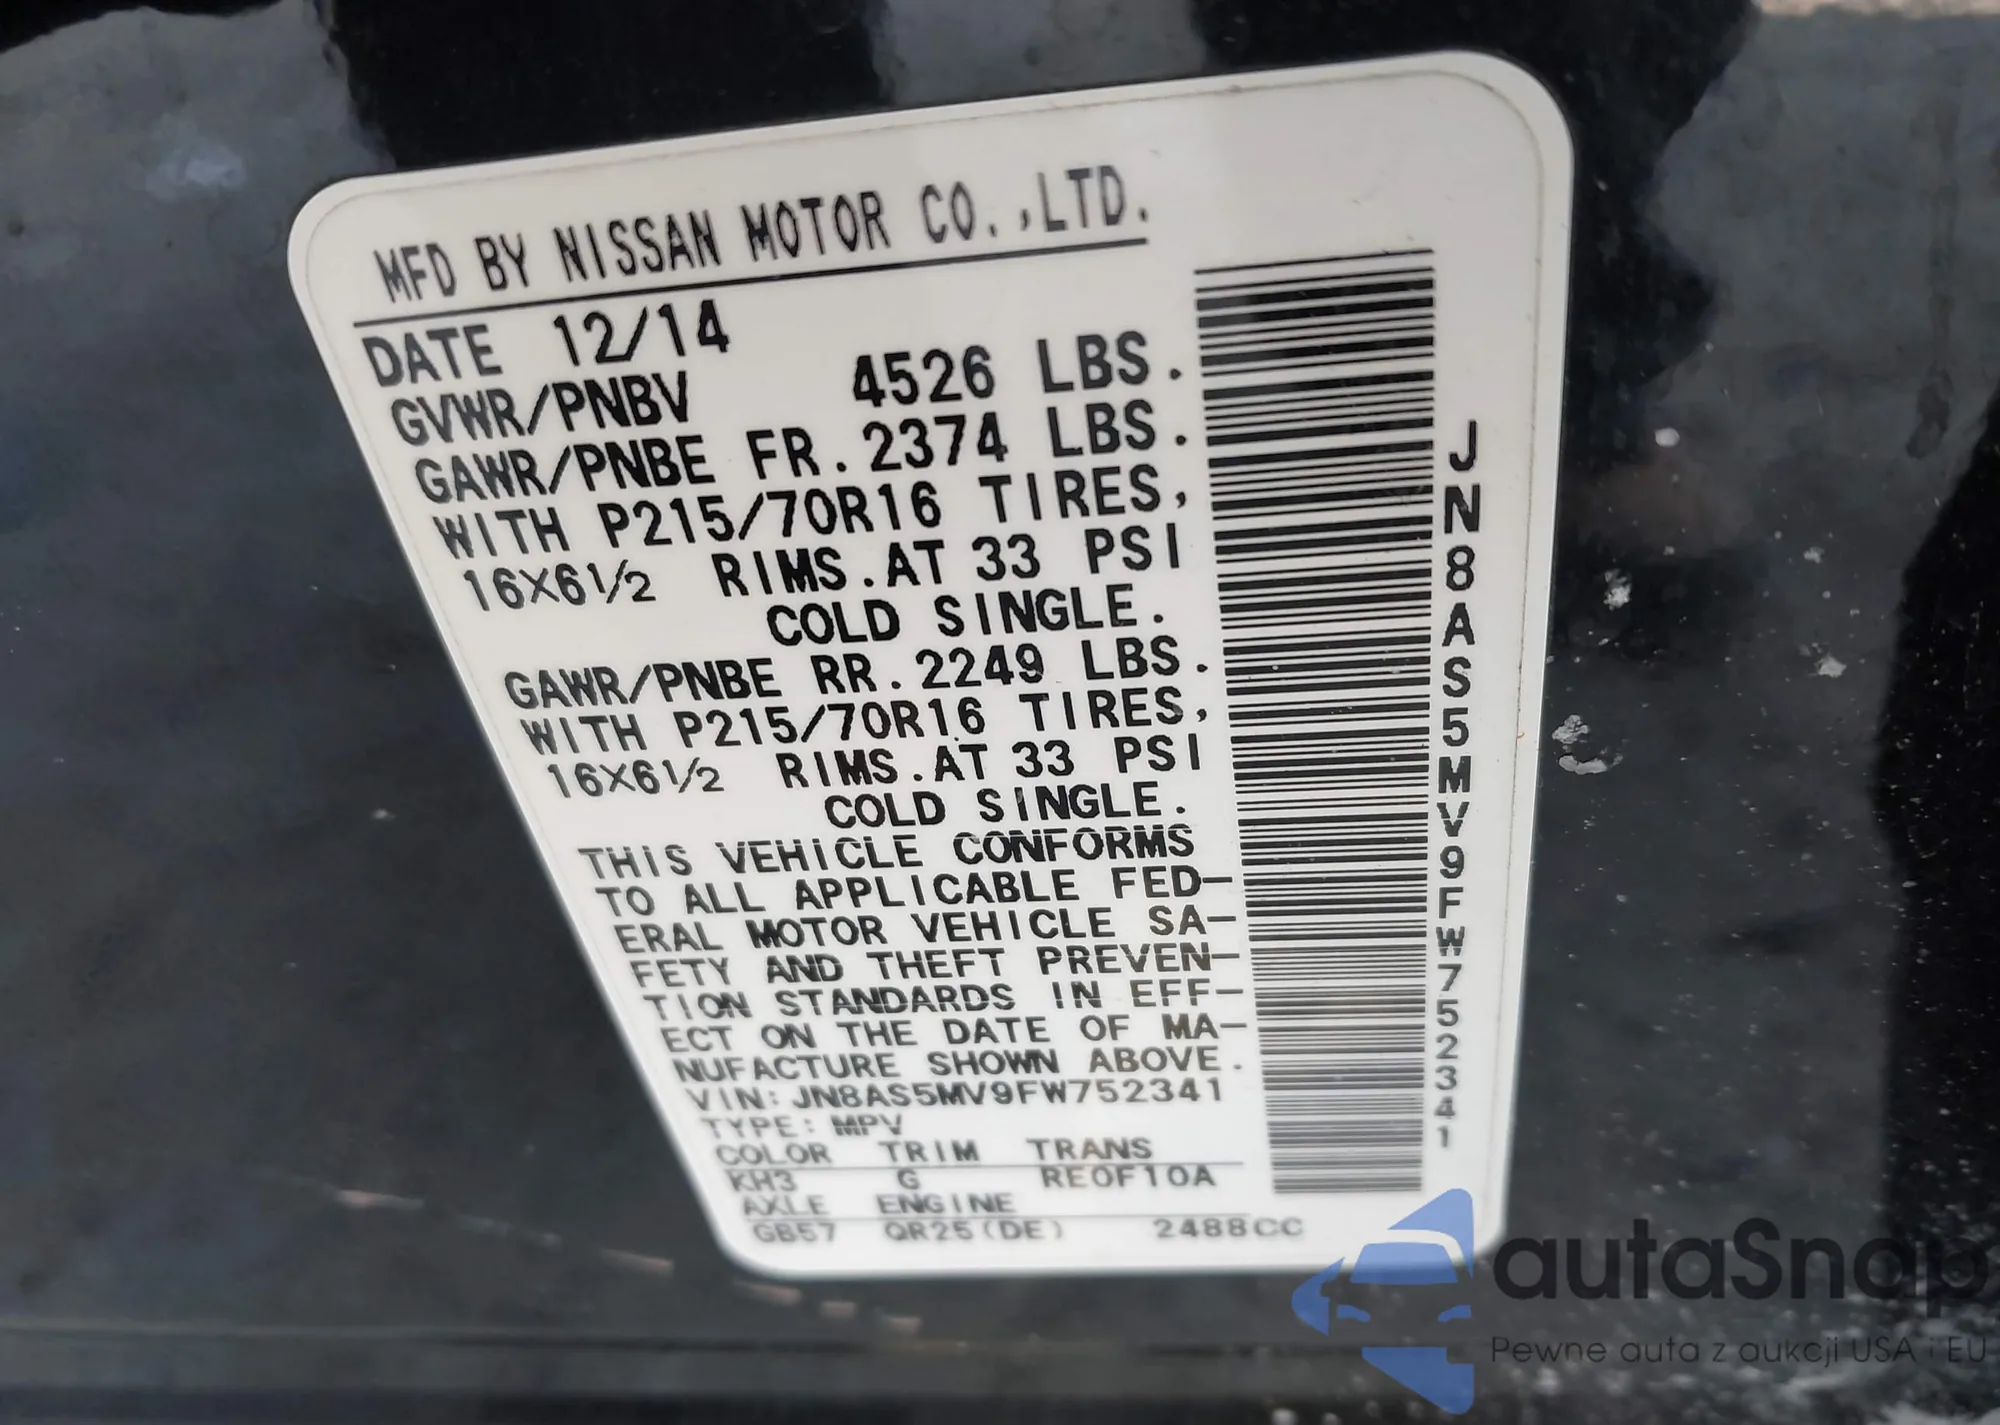 MFD BY NISSAN MOTOR CO.,LTD.
DATE 12/14
GVWR/PNBV 4526 LBS.
GAWR/PNBE FR.2374 LBS.
WITH P215/70R16 TIRES,
16X6 1/2 RIMS.AT 33 PSI
COLD SINGLE.
GAWR/PNBE RR.2249 LBS.
WITH P215/70R16 TIRES,
16X6 1/2 RIMS.AT 33 PSI
COLD SINGLE.
THIS VEHICLE CONFORMS
TO ALL APPLICABLE FED-
ERAL MOTOR VEHICLE SA-
FETY AND THEFT PREVEN-
TION STANDARDS IN EFF-
ECT ON THE DATE OF MA-
NUFACTURE SHOWN ABOVE.
VIN: JN8AS5MV9FW752341
TYPE: MPV
COLOR TRIM TRANS
KH3 G RE0F10A
AXLE ENGINE
GB57 QR25(DE) 2488CC
JN8AS5MV9FW752341
autaSnap
Pewne auta z aukcji USA i EU